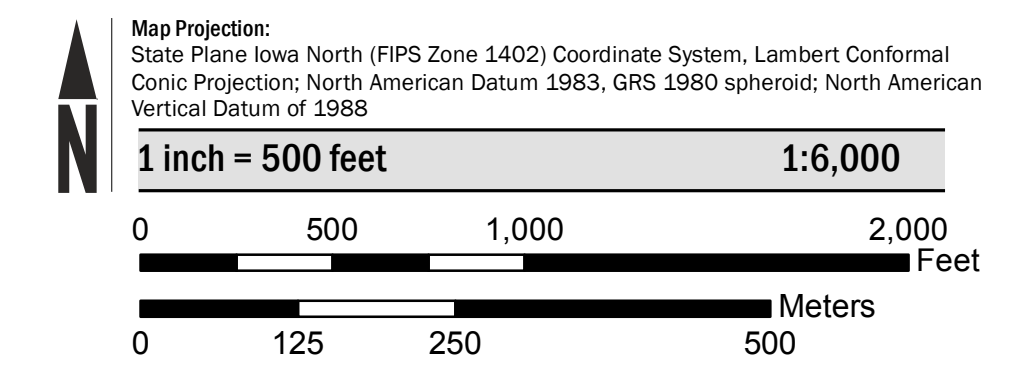 Map Projection:
State Plane Iowa North (FIPS Zone 1402) Coordinate System, Lambert Conformal
Conic Projection; North American Datum 1983, GRS 1980 spheroid; North American
Vertical Datum of 1988
N
1 inch = 500 feet 1:6,000
0 500 1,000 2,000
Feet
Meters
0 125 250 500